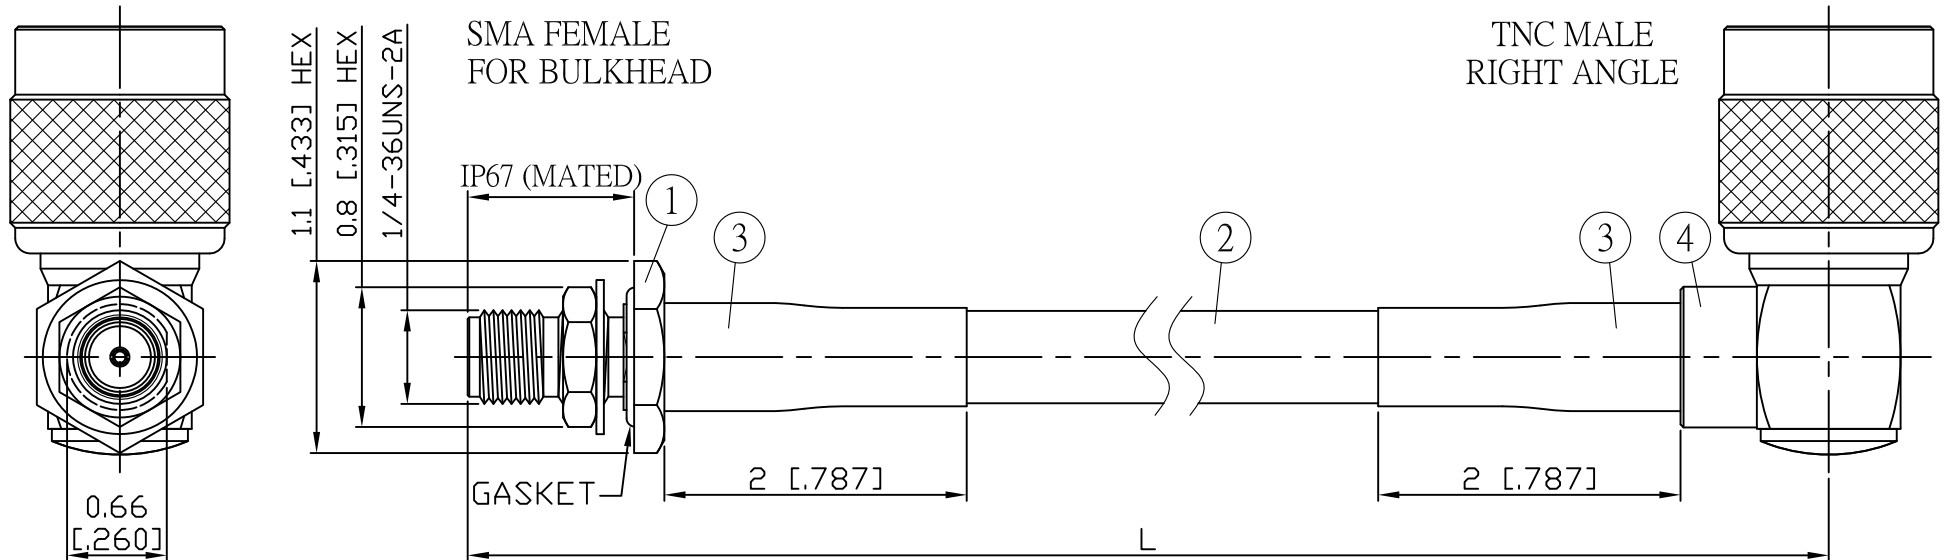 SMA FEMALE
FOR BULKHEAD
TNC MALE
RIGHT ANGLE
1.1 [.433] HEX
0.8 [.315] HEX
1/4-36UNS-2A
IP67 (MATED)
1
3
2
3
4
GASKET
2 [.787]
2 [.787]
0.66
[.260]
L